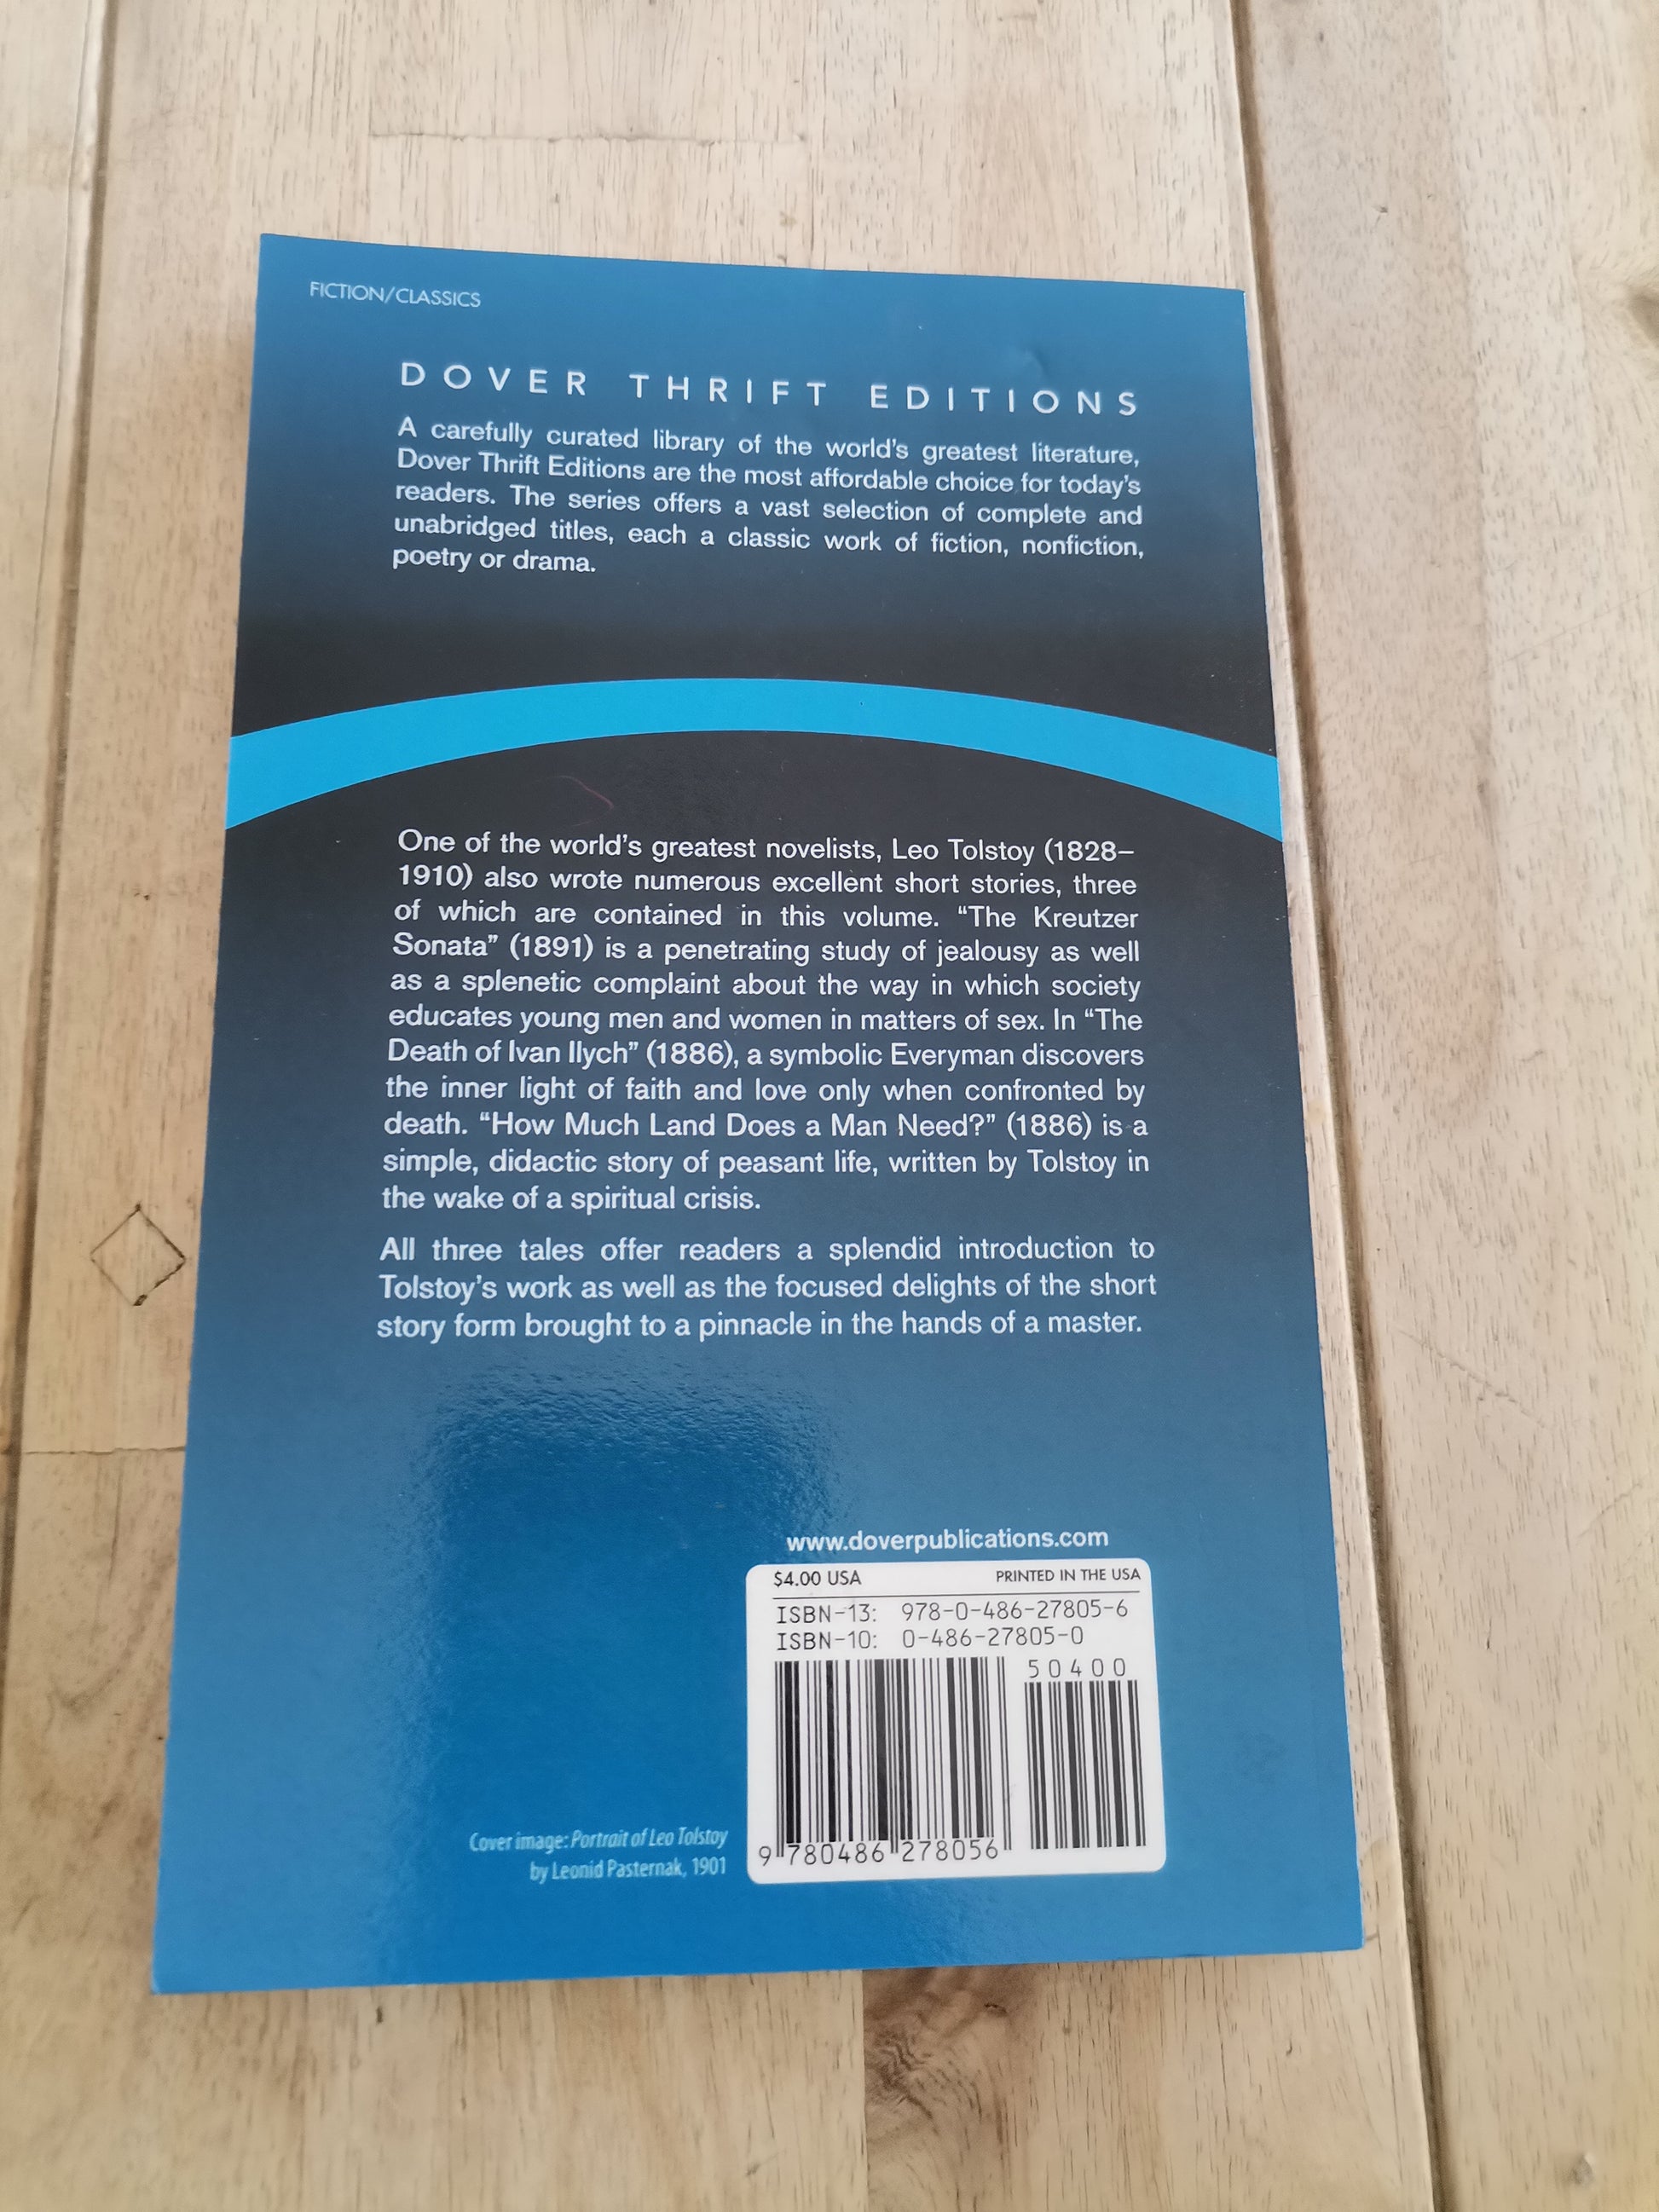 FICTION/CLASSICS
DOVER THRIFT EDITIONS
A carefully curated library of the world's greatest literature,
Dover Thrift Editions are the most affordable choice for today's
readers. The series offers a vast selection of complete and
unabridged titles, each a classic work of fiction, nonfiction,
poetry or drama.
One of the world's greatest novelists, Leo Tolstoy (1828–
1910) also wrote numerous excellent short stories, three
of which are contained in this volume. “The Kreutzer
Sonata” (1891) is a penetrating study of jealousy as well
as a splenetic complaint about the way in which society
educates young men and women in matters of sex. In “The
Death of Ivan Ilych” (1886), a symbolic Everyman discovers
the inner light of faith and love only when confronted by
death. “How Much Land Does a Man Need?” (1886) is a
simple, didactic story of peasant life, written by Tolstoy in
the wake of a spiritual crisis.
All three tales offer readers a splendid introduction to
Tolstoy's work as well as the focused delights of the short
story form brought to a pinnacle in the hands of a master.
www.doverpublications.com
$4.00 USA PRINTED IN THE USA
ISBN-13: 978-0-486-27805-6
ISBN-10: 0-486-27805-0
50400
9 780486 278056
Cover image: Portrait of Leo Tolstoy
by Leonid Pasternak, 1901